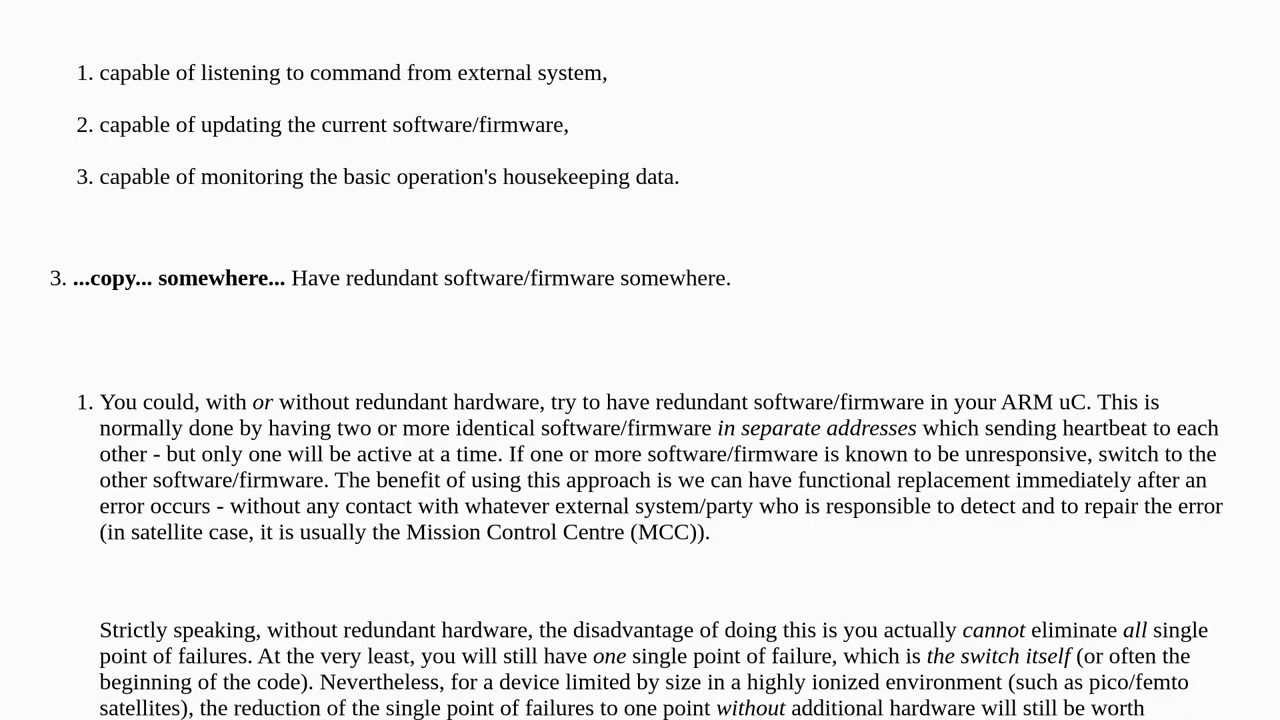 1. capable of listening to command from external system,
2. capable of updating the current software/firmware,
3. capable of monitoring the basic operation's housekeeping data.
3. ...copy... somewhere... Have redundant software/firmware somewhere.
1. You could, with or without redundant hardware, try to have redundant software/firmware in your ARM uC. This is
normally done by having two or more identical software/firmware in separate addresses which sending heartbeat to each
other - but only one will be active at a time. If one or more software/firmware is known to be unresponsive, switch to the
other software/firmware. The benefit of using this approach is we can have functional replacement immediately after an
error occurs - without any contact with whatever external system/party who is responsible to detect and to repair the error
(in satellite case, it is usually the Mission Control Centre (MCC)).
Strictly speaking, without redundant hardware, the disadvantage of doing this is you actually cannot eliminate all single
point of failures. At the very least, you will still have one single point of failure, which is the switch itself (or often the
beginning of the code). Nevertheless, for a device limited by size in a highly ionized environment (such as pico/femto
satellites), the reduction of the single point of failures to one point without additional hardware will still be worth